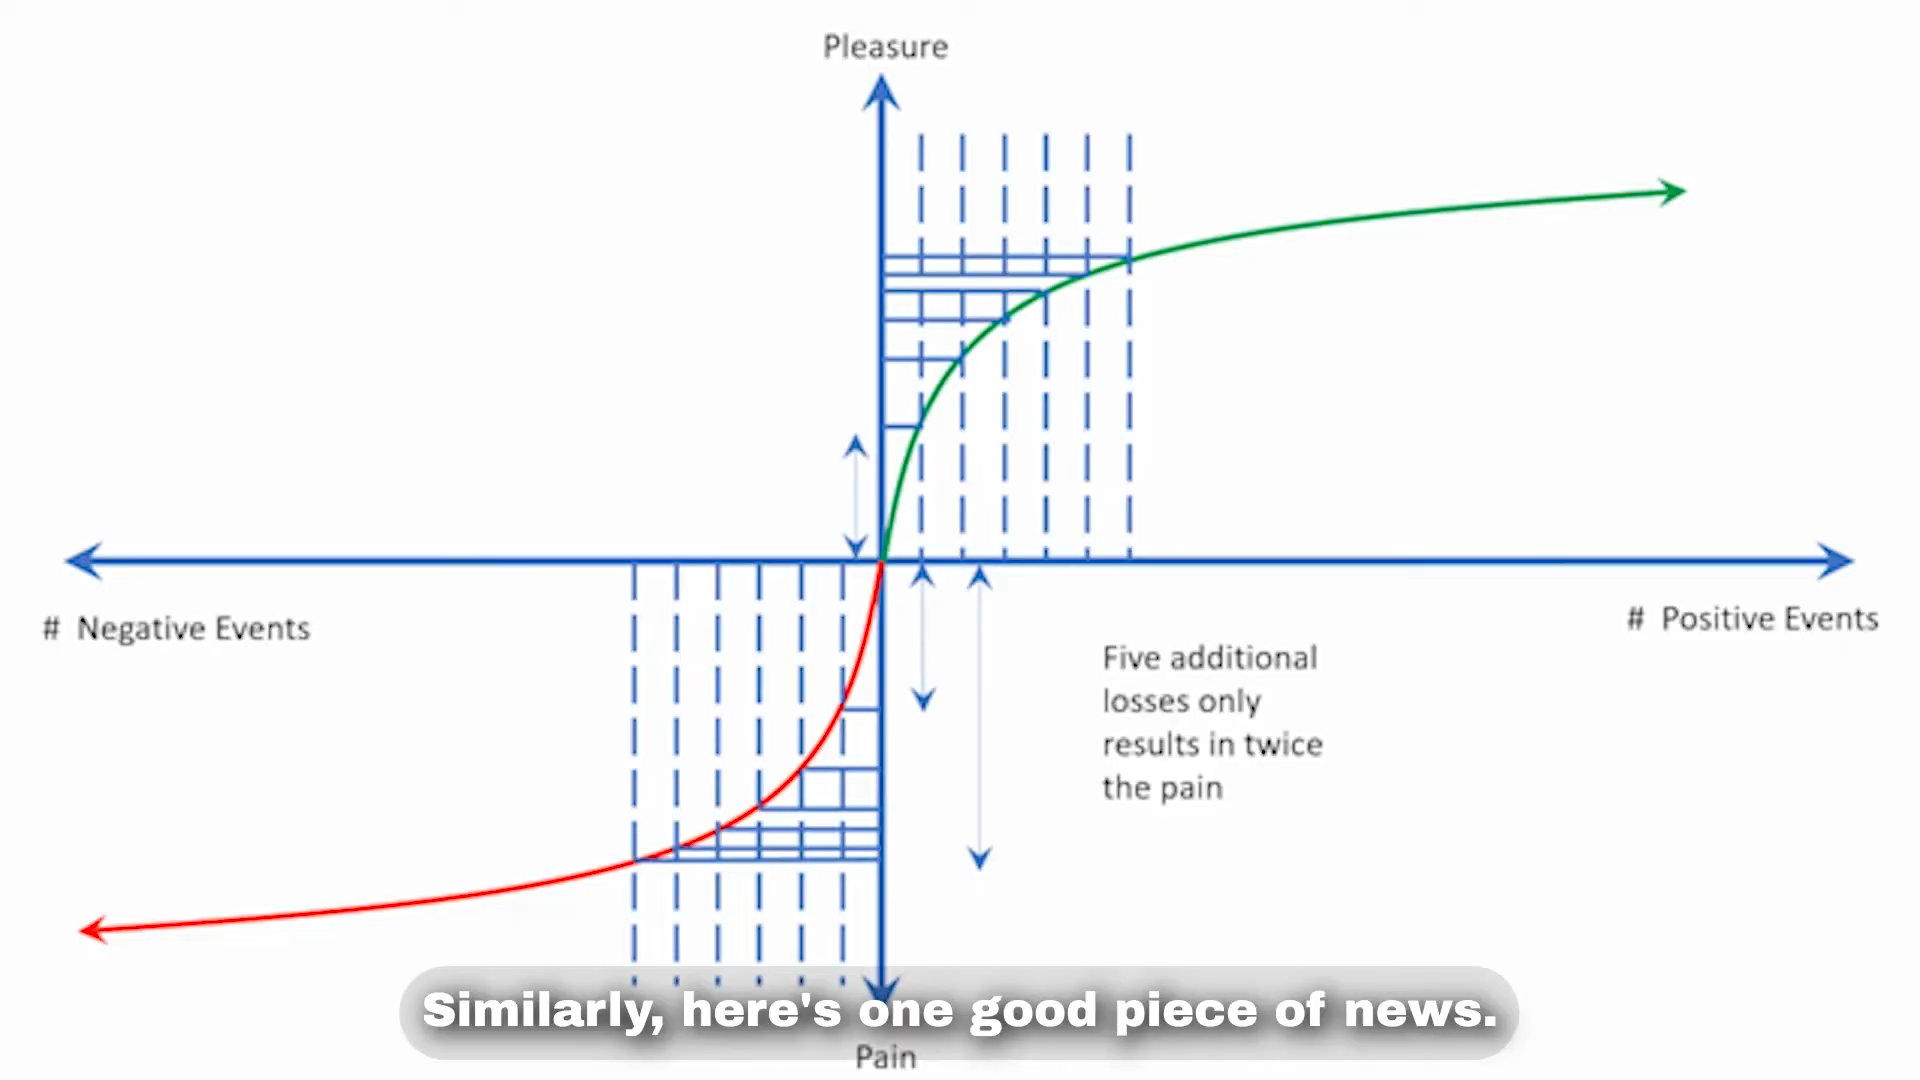 Pleasure
# Negative Events
# Positive Events
Five additional
losses only
results in twice
the pain
Similarly, here's one good piece of news.
Pain